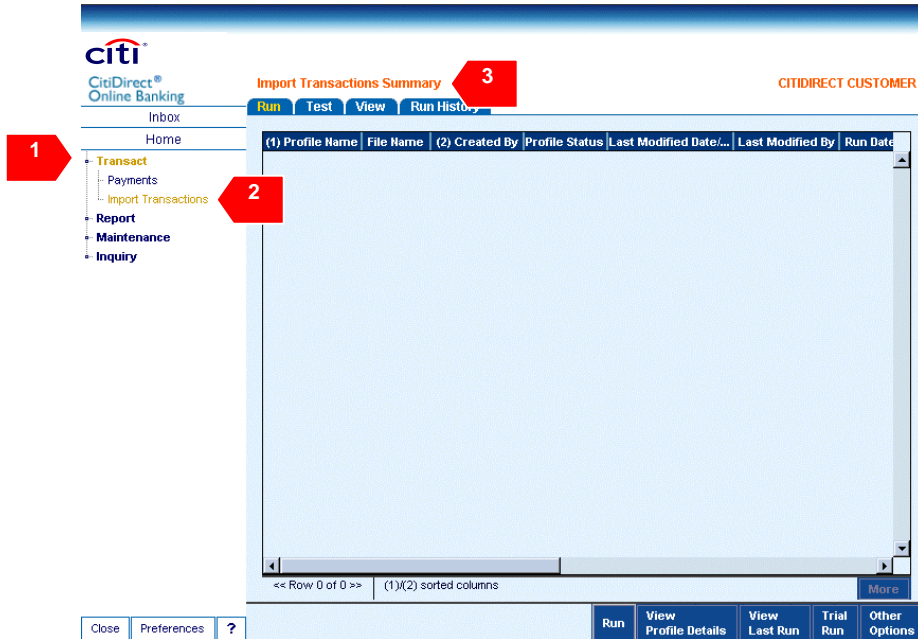 citi®
CitiDirect®
Online Banking
Inbox
Home
1
Transact
Payments
Import Transactions
2
Report
Maintenance
Inquiry
Import Transactions Summary
3
CITIDIRECT CUSTOMER
Run Test View Run History
(1) Profile Name File Name (2) Created By Profile Status Last Modified Date/... Last Modified By Run Date
<< Row 0 of 0 >> (1)/(2) sorted columns
More
Close Preferences ?
Run View Profile Details View Last Run Trial Run Other Options